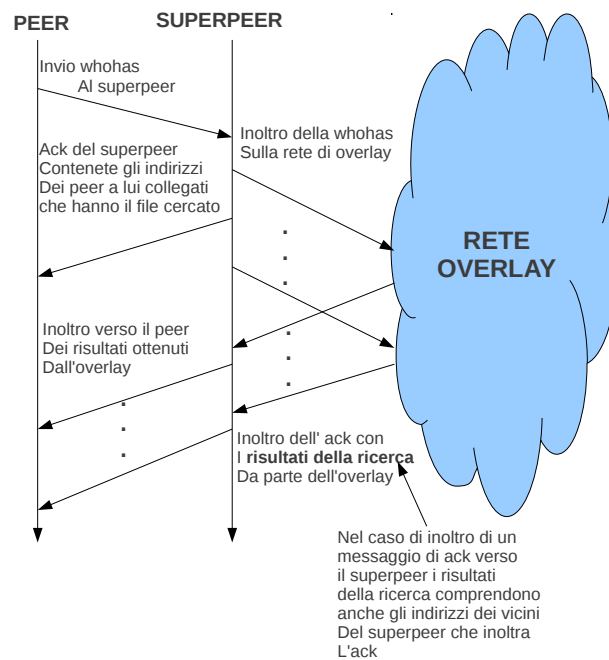 PEER
SUPERPEER
Invio whohas
Al superpeer
Inoltro della whohas
Sulla rete di overlay
Ack del superpeer
Contenete gli indirizzi
Dei peer a lui collegati
che hanno il file cercato
RETE
OVERLAY
Inoltro verso il peer
Dei risultati ottenuti
Dall'overlay
Inoltro dell' ack con
I risultati della ricerca
Da parte dell'overlay
Nel caso di inoltro di un
messaggio di ack verso
il superpeer i risultati
della ricerca comprendono
anche gli indirizzi dei vicini
Del superpeer che inoltra
L'ack